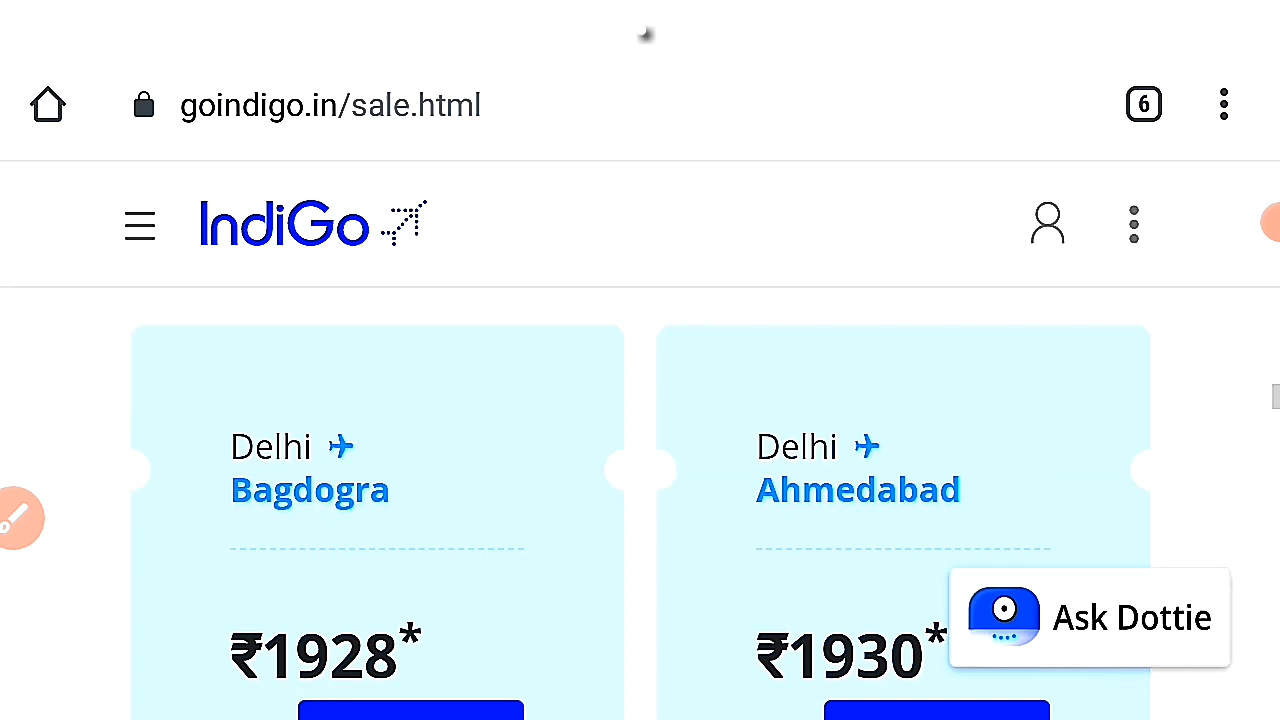 goindigo.in/sale.html
6
IndiGo
Delhi
Bagdogra
₹1928*
Delhi
Ahmedabad
₹1930*
Ask Dottie